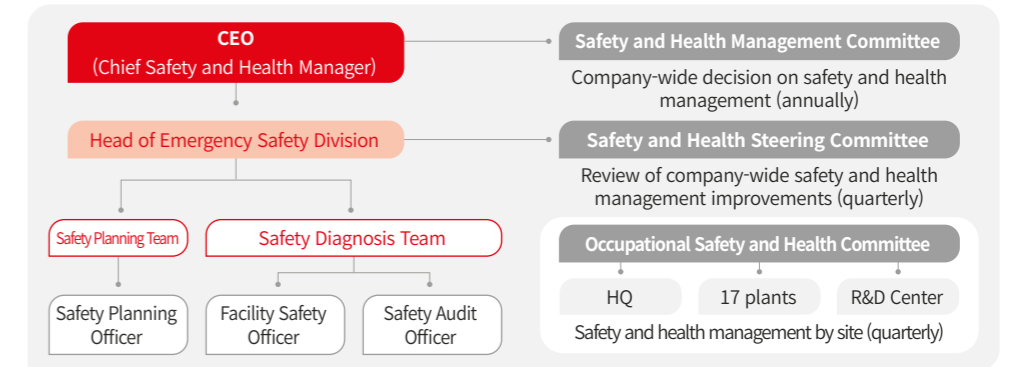 CEO
(Chief Safety and Health Manager)
Safety and Health Management Committee
Company-wide decision on safety and health
management (annually)
Head of Emergency Safety Division
Safety and Health Steering Committee
Review of company-wide safety and health
management improvements (quarterly)
Safety Planning Team
Safety Diagnosis Team
Safety Planning
Officer
Facility Safety
Officer
Safety Audit
Officer
Occupational Safety and Health Committee
HQ
17 plants
R&D Center
Safety and health management by site (quarterly)